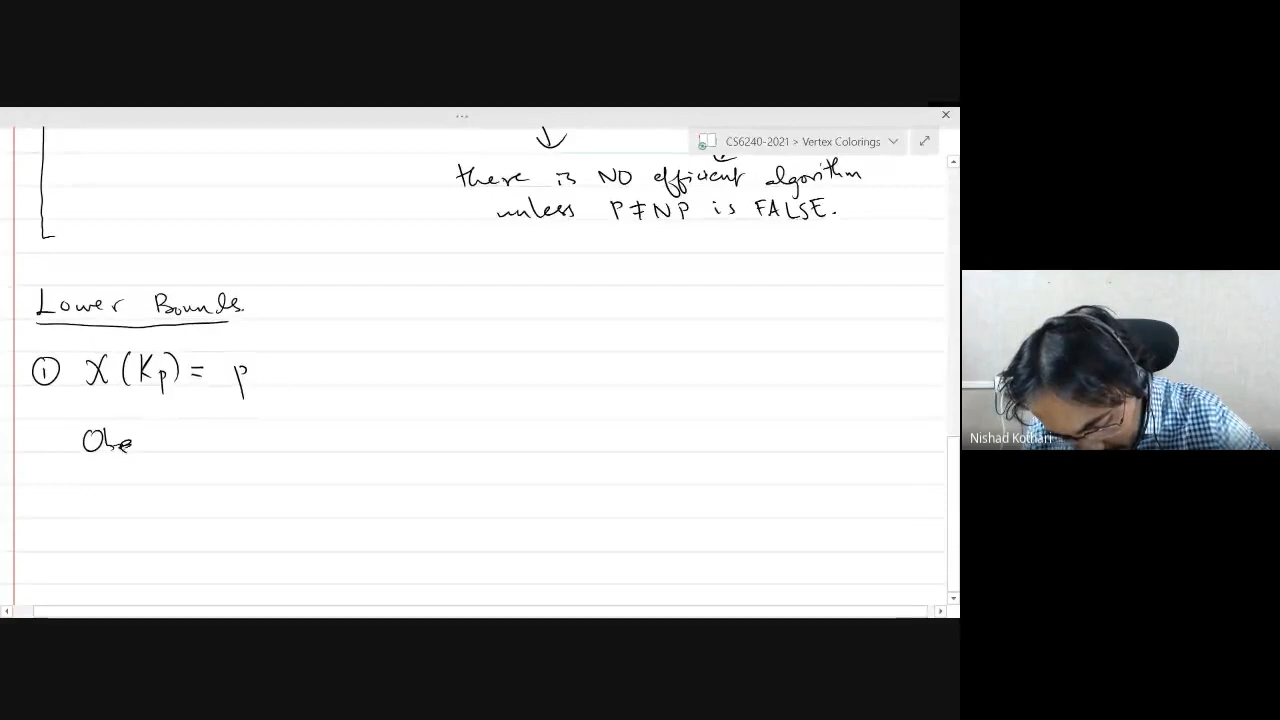 CS6240-2021 > Vertex Colorings
there is NO efficient algorithm
unless P≠NP is FALSE.
Lower Bounds.
① χ(Kp) = p
Obs
Nishad Kothari